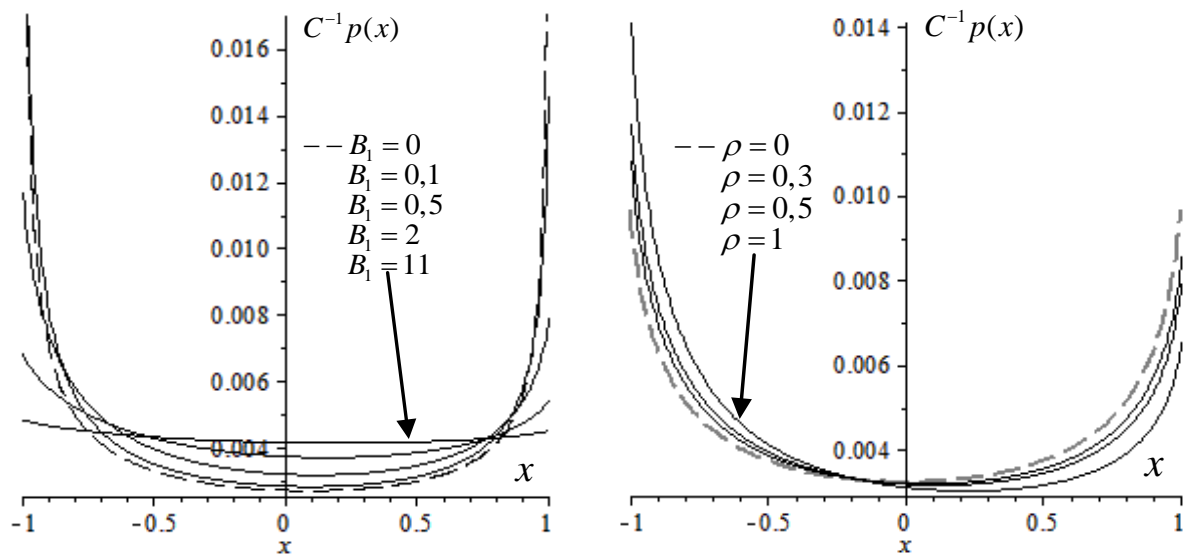 C⁻¹p(x)
0.016
0.014
0.012
0.010
0.008
0.006
0.004
-- B₁ = 0
B₁ = 0,1
B₁ = 0,5
B₁ = 2
B₁ = 11
x
-1 -0.5 0 0.5 1
x
C⁻¹p(x)
0.014
0.012
0.010
0.008
0.006
0.004
-- ρ = 0
ρ = 0,3
ρ = 0,5
ρ = 1
x
-1 -0.5 0 0.5 1
x